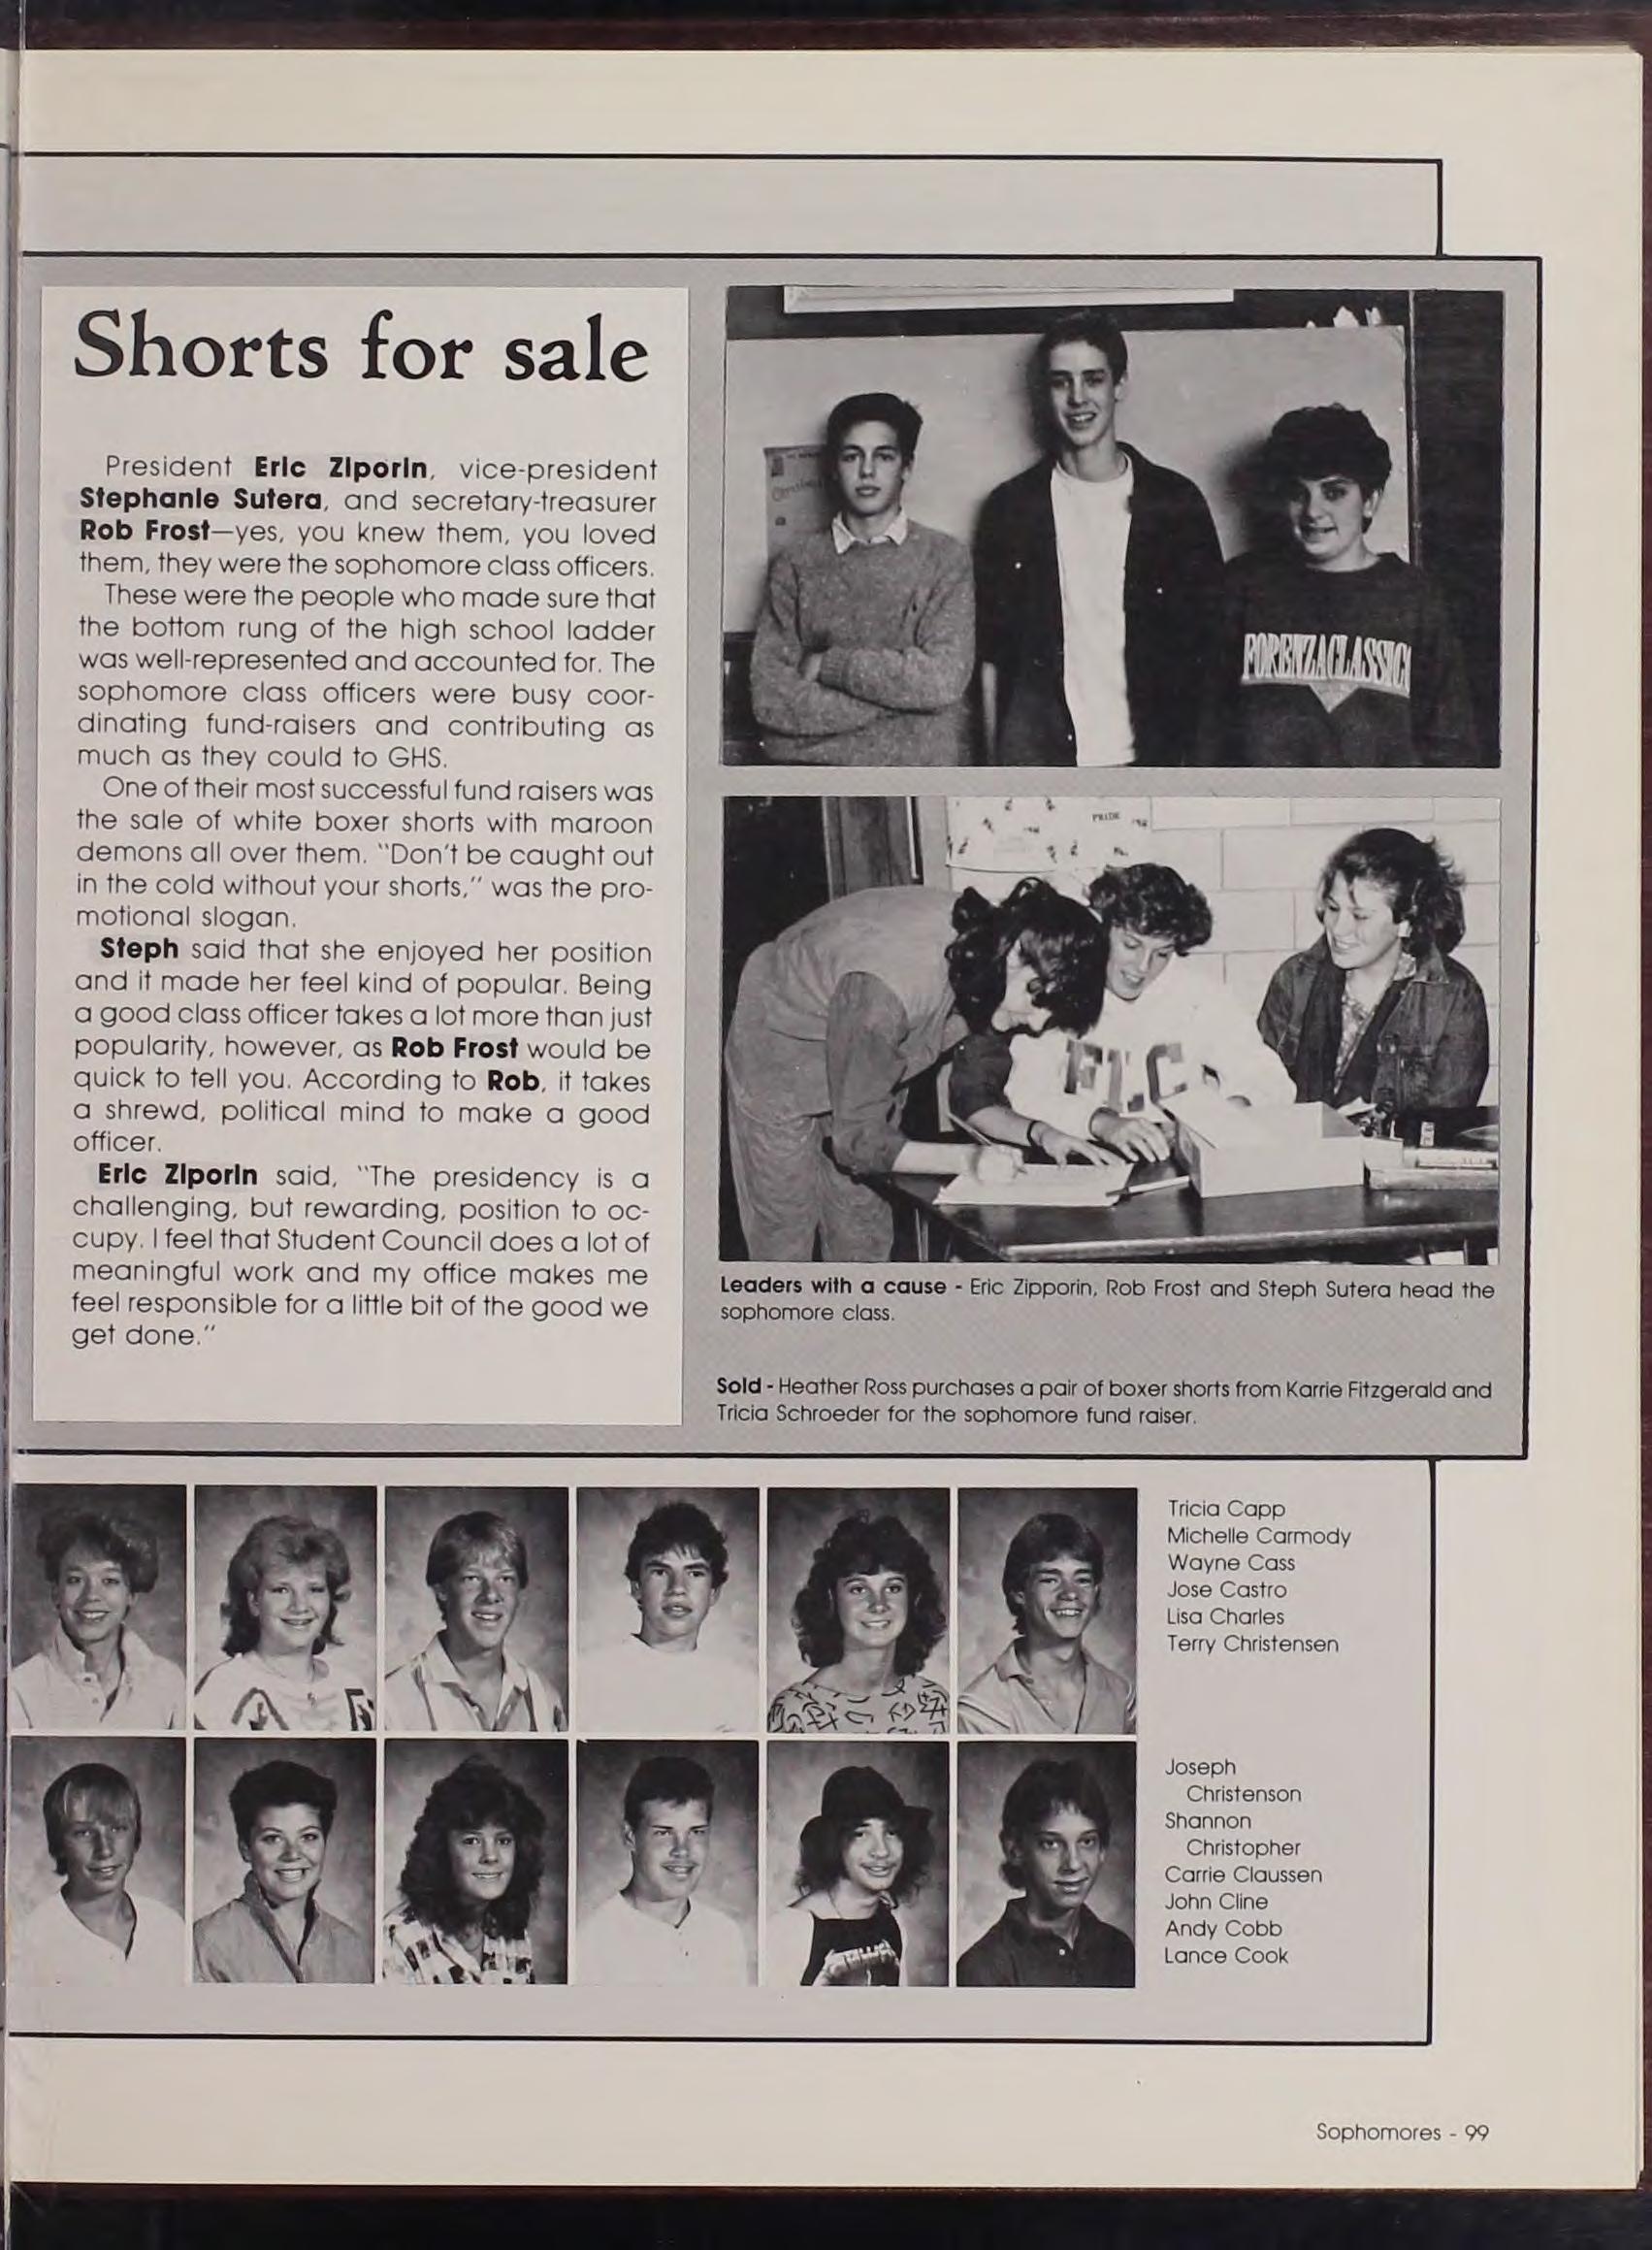 Shorts for sale
President Eric Ziporin, vice-president
Stephanie Sutera, and secretary-treasurer
Rob Frost—yes, you knew them, you loved
them, they were the sophomore class officers.
These were the people who made sure that
the bottom rung of the high school ladder
was well-represented and accounted for. The
sophomore class officers were busy coor-
dinating fund-raisers and contributing as
much as they could to GHS.
One of their most successful fund raisers was
the sale of white boxer shorts with maroon
demons all over them. "Don't be caught out
in the cold without your shorts," was the pro-
motional slogan.
Steph said that she enjoyed her position
and it made her feel kind of popular. Being
a good class officer takes a lot more than just
popularity, however, as Rob Frost would be
quick to tell you. According to Rob, it takes
a shrewd, political mind to make a good
officer.
Eric Ziporin said, "The presidency is a
challenging, but rewarding, position to oc-
cupy. I feel that Student Council does a lot of
meaningful work and my office makes me
feel responsible for a little bit of the good we
get done."
FORENZA CLASSIC
PRIDE
FLC
Leaders with a cause - Eric Zipporin, Rob Frost and Steph Sutera head the
sophomore class.
Sold - Heather Ross purchases a pair of boxer shorts from Karrie Fitzgerald and
Tricia Schroeder for the sophomore fund raiser.
Tricia Capp
Michelle Carmody
Wayne Cass
Jose Castro
Lisa Charles
Terry Christensen
METALLICA
Joseph
Christenson
Shannon
Christopher
Carrie Claussen
John Cline
Andy Cobb
Lance Cook
Sophomores - 99